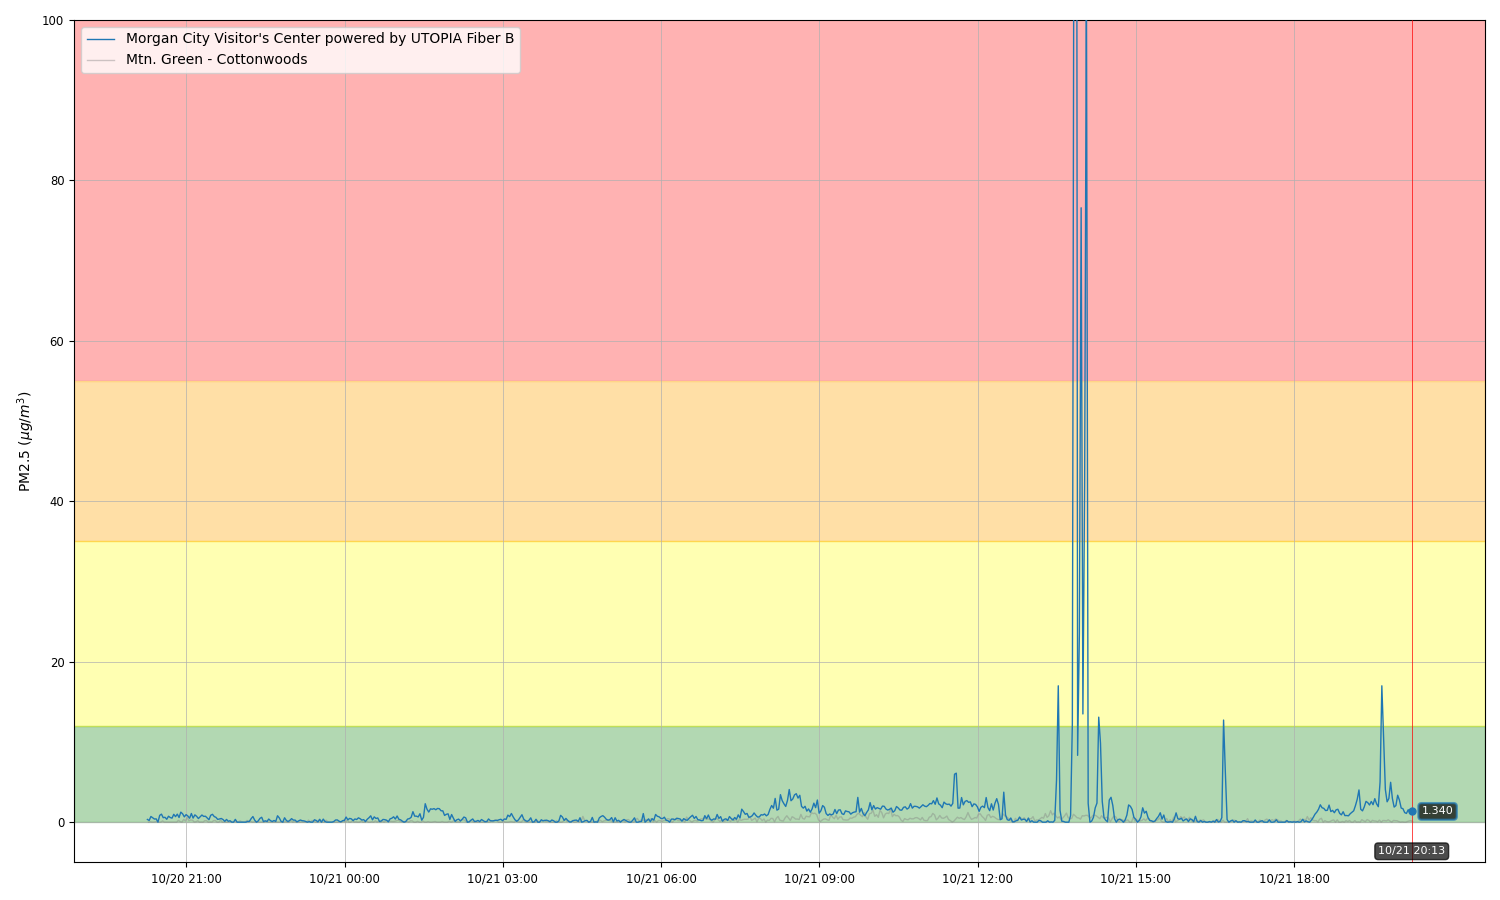 100
Morgan City Visitor's Center powered by UTOPIA Fiber B
Mtn. Green - Cottonwoods
80
60
PM2.5 (μg/m³)
40
20
1.340
0
10/21 20:13
10/20 21:00 10/21 00:00 10/21 03:00 10/21 06:00 10/21 09:00 10/21 12:00 10/21 15:00 10/21 18:00